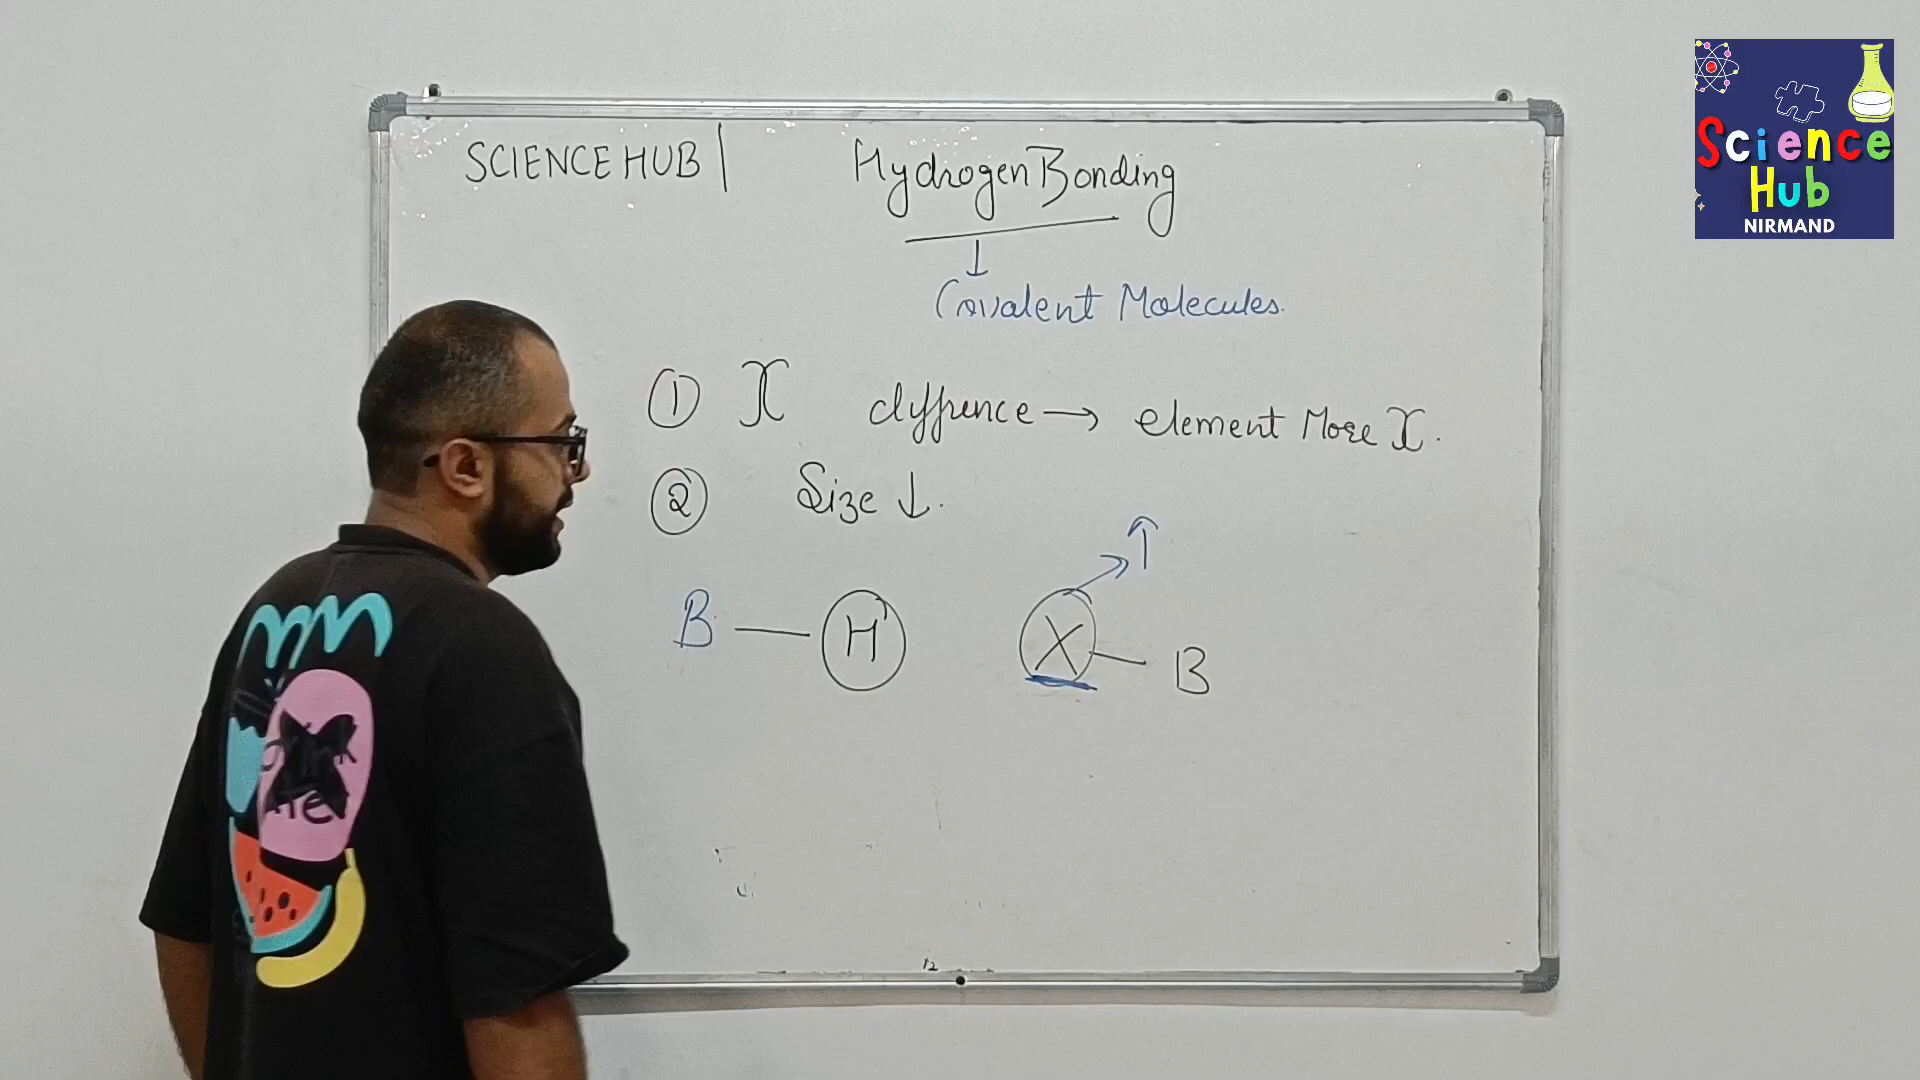 SCIENCE HUB | Hydrogen Bonding
Covalent Molecules.
① X diffrence → element More X.
② Size ↓.
B — H X — B
Science
Hub
NIRMAND